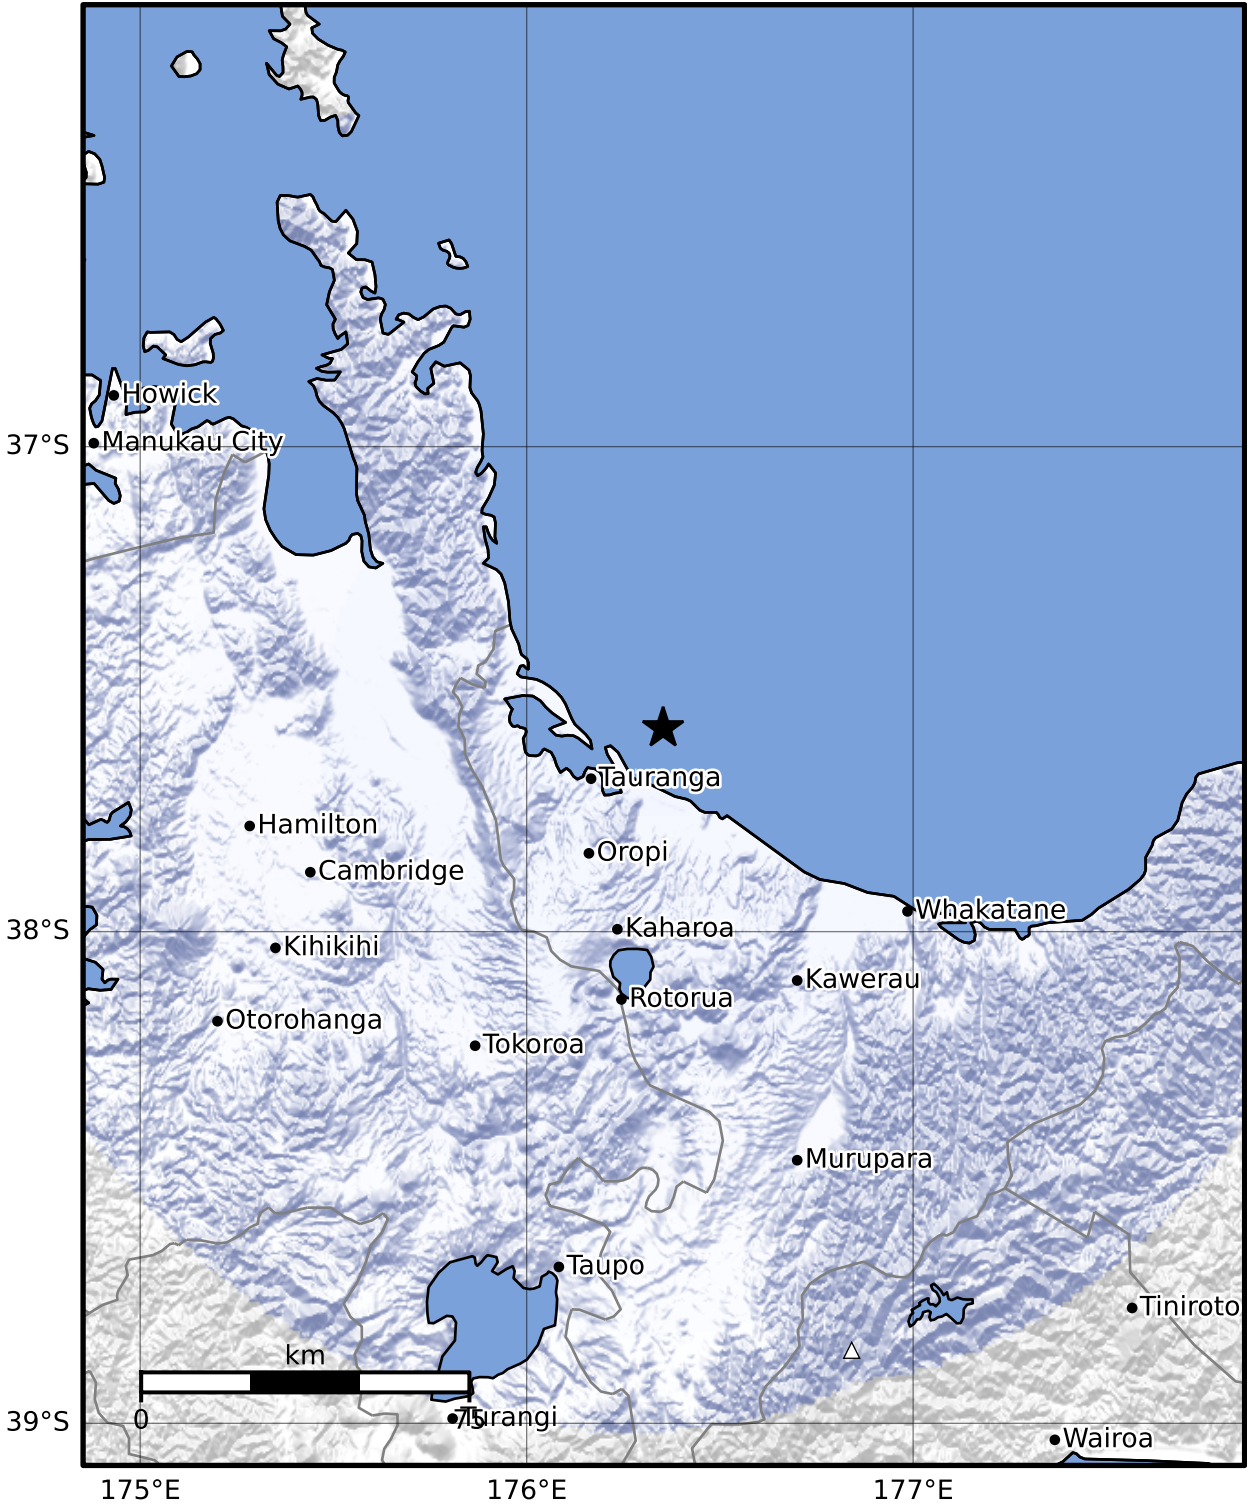 Howick
37°S
Manukau City
Tauranga
Hamilton
Oropi
Cambridge
Whakatane
38°S
Kaharoa
Kihikihi
Kawerau
Rotorua
Otorohanga
Tokoroa
Murupara
Taupo
Tiniroto
km
0
75
Turangi
39°S
Wairoa
175°E
176°E
177°E